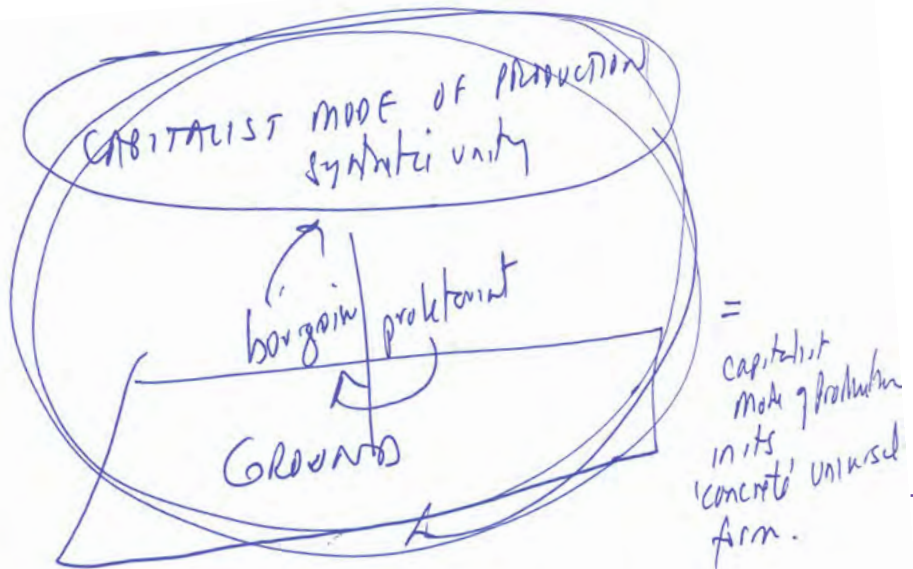 CAPITALIST MODE OF PRODUCTION
synthetic unity
bourgeois proletariat
GROUNDS
=
capitalist
Mode of Production
in its
'concrete' universal
form.